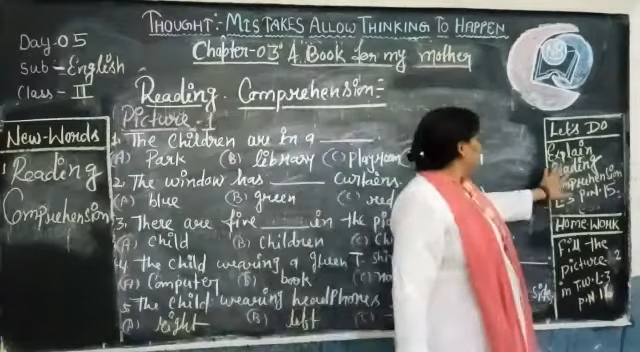 THOUGHT:- MISTAKES ALLOW THINKING TO HAPPEN
Day-05
Sub-English
Class- II
Chapter-03 "A Book for my mother
Reading Comprehension:-
Picture. 1
New-Words
Reading
Comprehension
1. The children are in a ______.
(A) Park (B) library (C) playroom
2. The window has ______ curtains.
(A) blue (B) green (C) red
3. There are five ______ in the
(A) child (B) children (C)
4. The child wearing a green T
(A) Computer (B) book (C)
5. The child wearing headphones
(A) right (B) left (C)
Let's Do
Explain
Reading
Comprehension
L-3 P.N-15.
HOME-WORK
Fill the
Picture- 2
in T.W.L-3
P.N